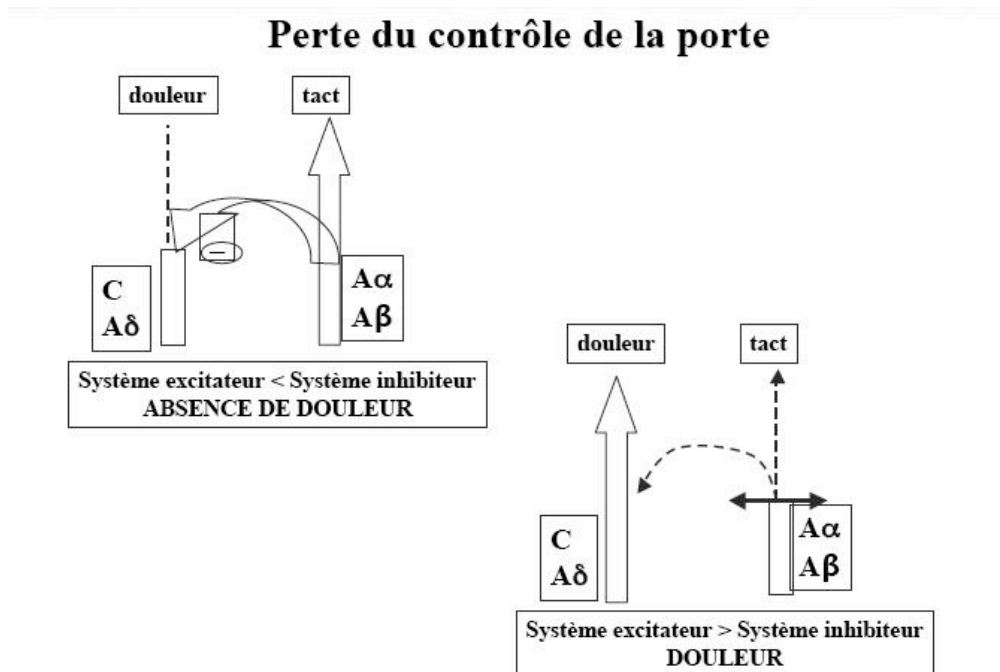 Perte du contrôle de la porte
douleur
tact
–
C
Aδ
Aα
Aβ
Système excitateur < Système inhibiteur
ABSENCE DE DOULEUR
douleur
tact
C
Aδ
Aα
Aβ
Système excitateur > Système inhibiteur
DOULEUR